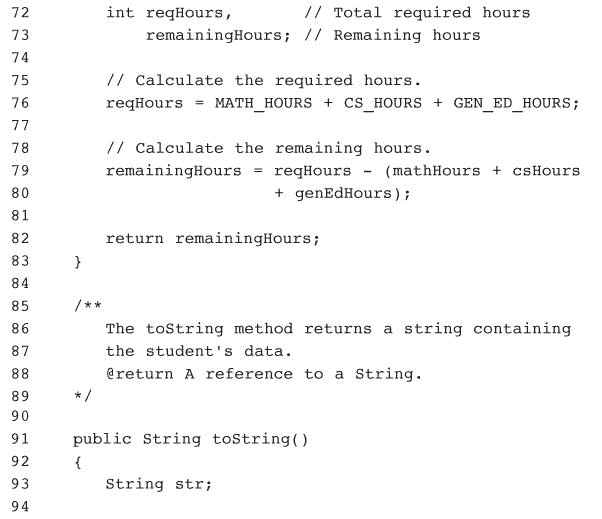 72 int reqHours, // Total required hours
73 remainingHours; // Remaining hours
74
75 // Calculate the required hours.
76 reqHours = MATH_HOURS + CS_HOURS + GEN_ED_HOURS;
77
78 // Calculate the remaining hours.
79 remainingHours = reqHours - (mathHours + csHours
80 + genEdHours);
81
82 return remainingHours;
83 }
84
85 /**
86 The toString method returns a string containing
87 the student's data.
88 @return A reference to a String.
89 */
90
91 public String toString()
92 {
93 String str;
94